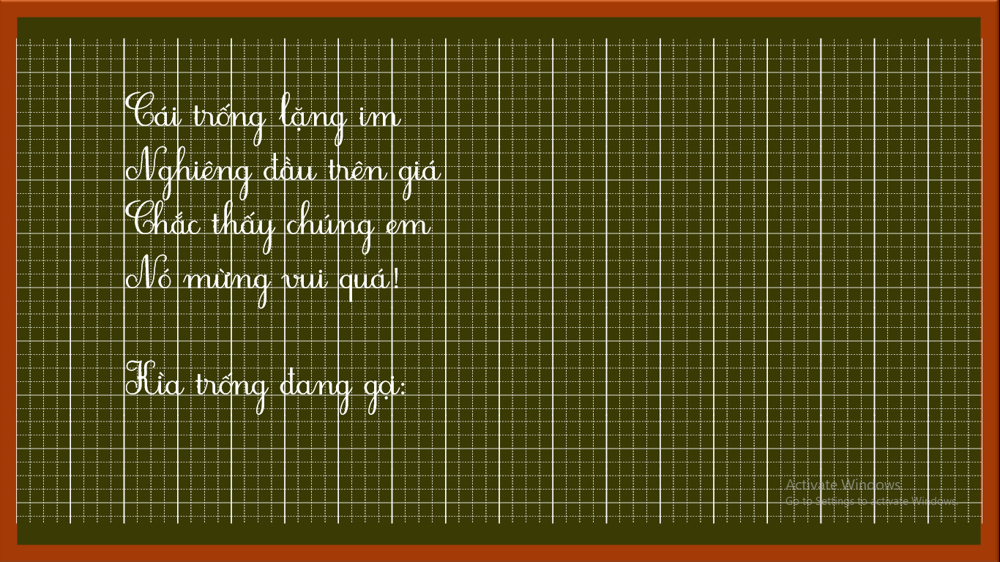 Cái trống lặng im
Nghiêng đầu trên giá
Chắc thấy chúng em
Nó mừng vui quá!
Kìa trống đang gọi:
Activate Windows
Go to Settings to activate Windows.